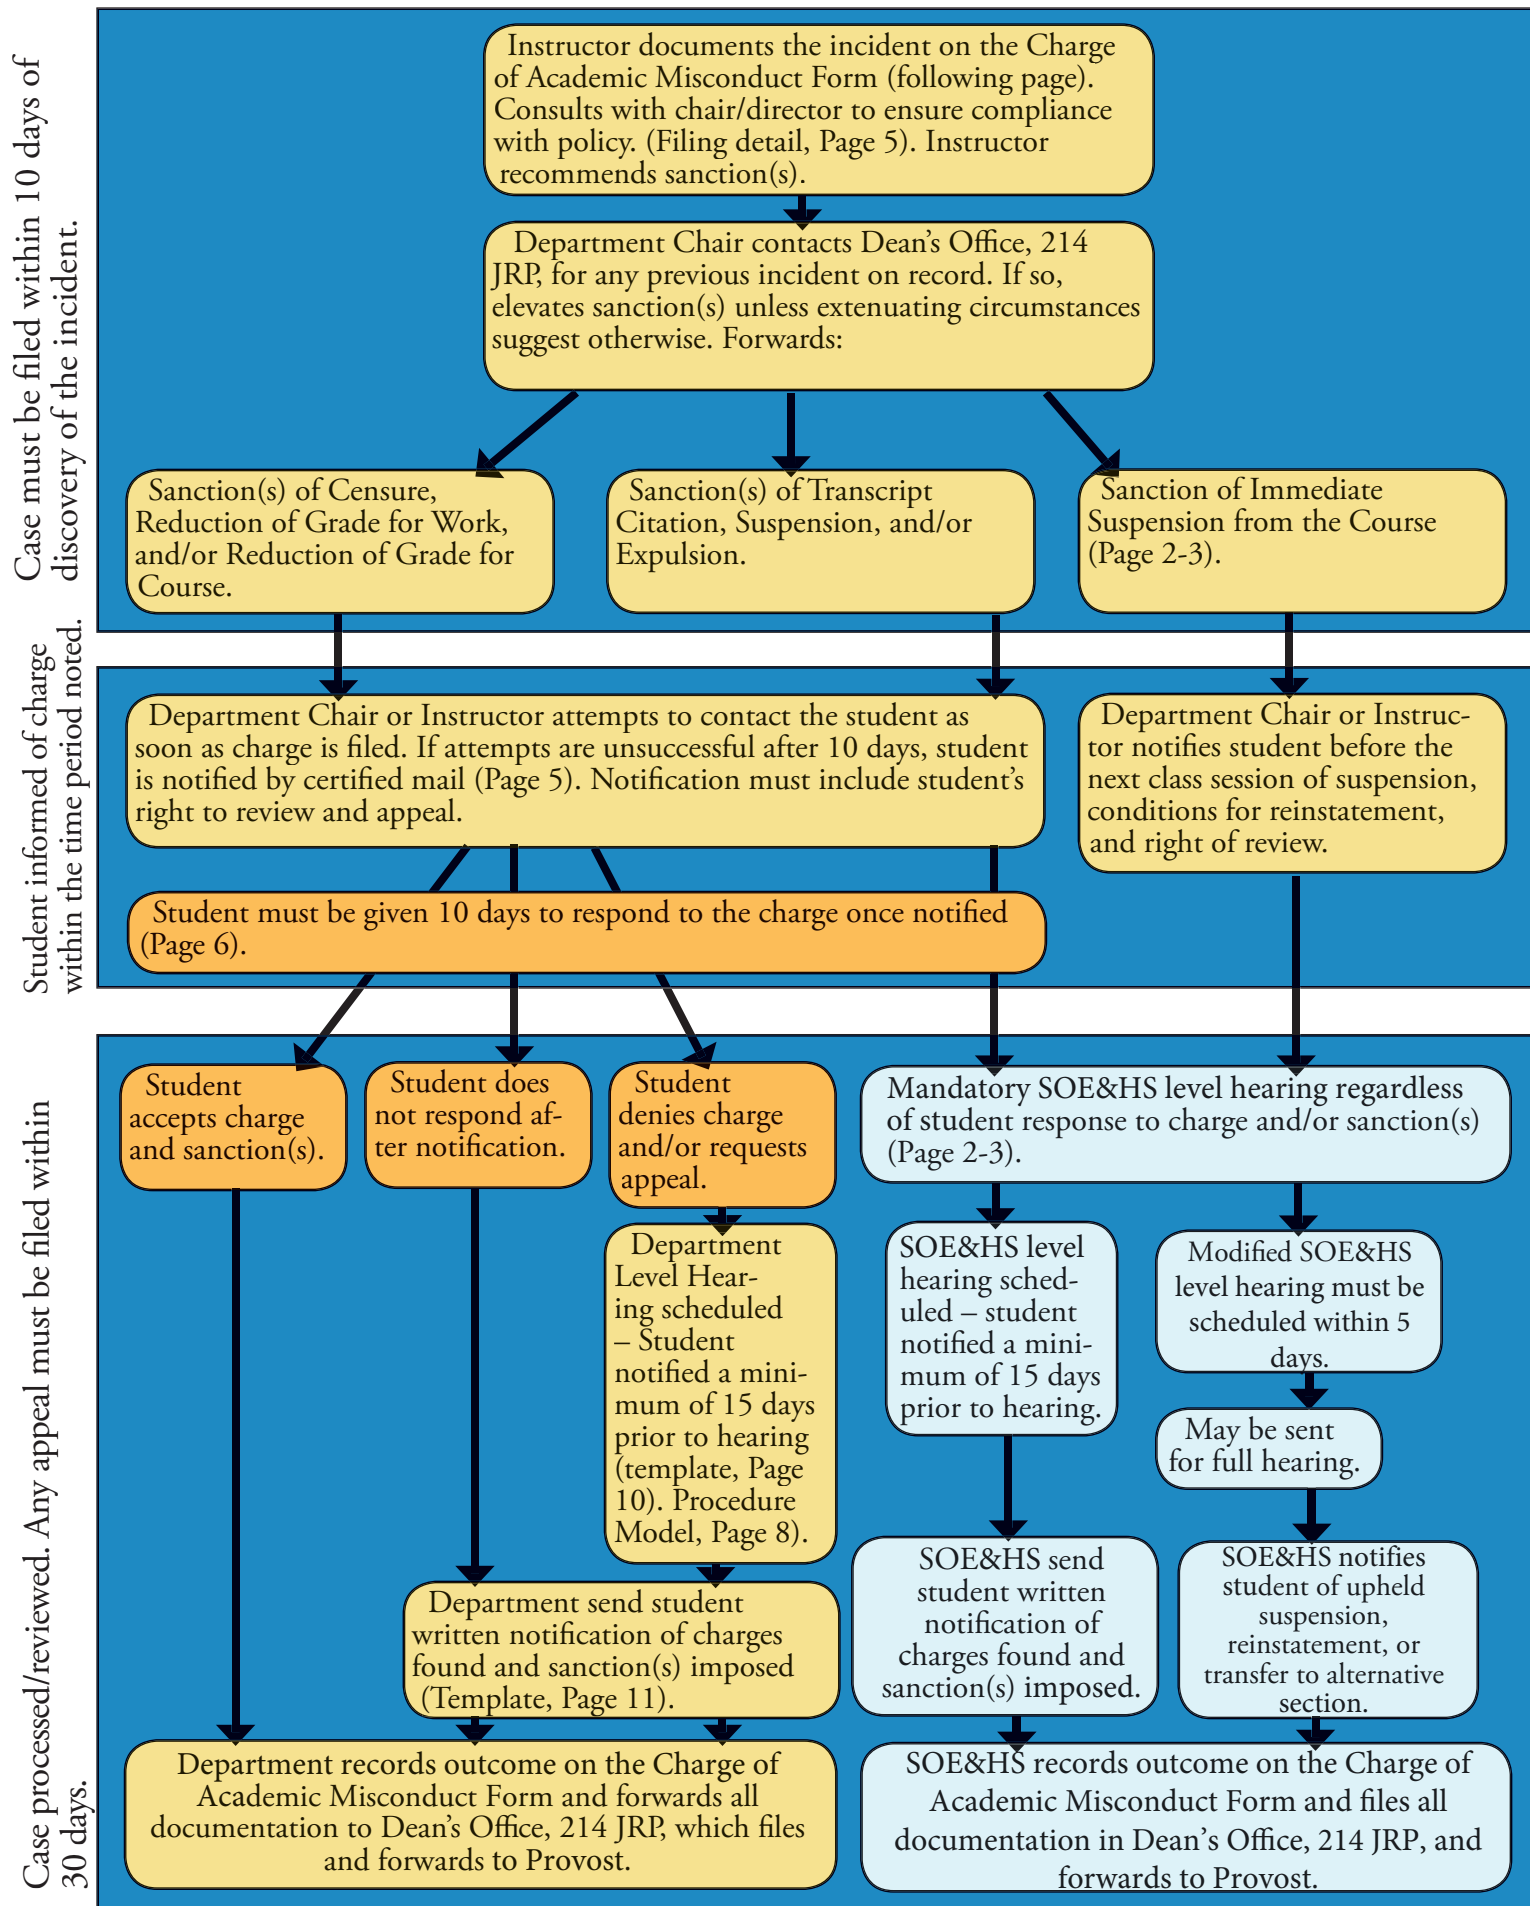 Case must be filed within 10 days of
discovery of the incident.
Instructor documents the incident on the Charge
of Academic Misconduct Form (following page).
Consults with chair/director to ensure compliance
with policy. (Filing detail, Page 5). Instructor
recommends sanction(s).
Department Chair contacts Dean’s Office, 214
JRP, for any previous incident on record. If so,
elevates sanction(s) unless extenuating circumstances
suggest otherwise. Forwards:
Sanction(s) of Censure,
Reduction of Grade for Work,
and/or Reduction of Grade for
Course.
Sanction(s) of Transcript
Citation, Suspension, and/or
Expulsion.
Sanction of Immediate
Suspension from the Course
(Page 2-3).
Student informed of charge
within the time period noted.
Department Chair or Instructor attempts to contact the student as
soon as charge is filed. If attempts are unsuccessful after 10 days, student
is notified by certified mail (Page 5). Notification must include student’s
right to review and appeal.
Department Chair or Instruc-
tor notifies student before the
next class session of suspension,
conditions for reinstatement,
and right of review.
Student must be given 10 days to respond to the charge once notified
(Page 6).
Case processed/reviewed. Any appeal must be filed within
30 days.
Student
accepts charge
and sanction(s).
Student does
not respond af-
ter notification.
Student
denies charge
and/or requests
appeal.
Mandatory SOE&HS level hearing regardless
of student response to charge and/or sanction(s)
(Page 2-3).
Department
Level Hear-
ing scheduled
– Student
notified a mini-
mum of 15 days
prior to hearing
(template, Page
10). Procedure
Model, Page 8).
SOE&HS level
hearing sched-
uled – student
notified a mini-
mum of 15 days
prior to hearing.
Modified SOE&HS
level hearing must be
scheduled within 5
days.
May be sent
for full hearing.
Department send student
written notification of charges
found and sanction(s) imposed
(Template, Page 11).
SOE&HS send
student written
notification of
charges found and
sanction(s) imposed.
SOE&HS notifies
student of upheld
suspension,
reinstatement, or
transfer to alternative
section.
Department records outcome on the Charge of
Academic Misconduct Form and forwards all
documentation to Dean’s Office, 214 JRP, which files
and forwards to Provost.
SOE&HS records outcome on the Charge of
Academic Misconduct Form and files all
documentation in Dean’s Office, 214 JRP, and
forwards to Provost.